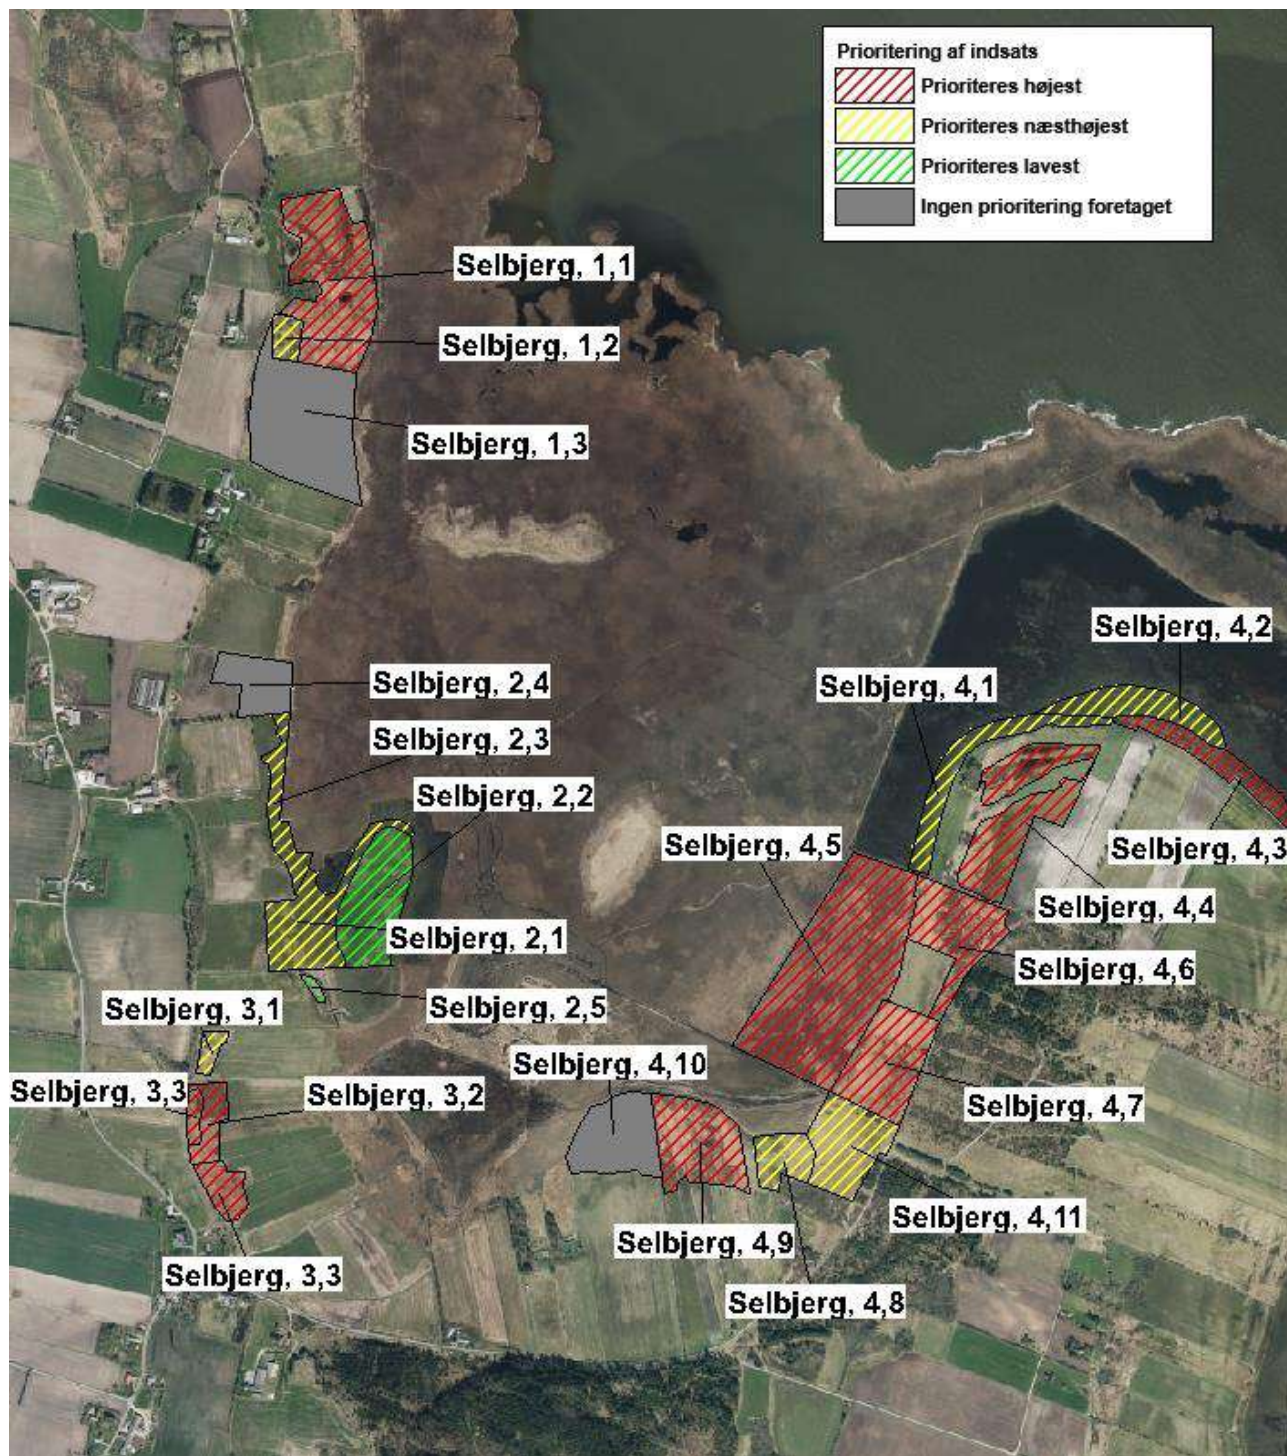 Prioritering af indsats
Prioriteres højest
Prioriteres næsthøjest
Prioriteres lavest
Ingen prioritering foretaget
Selbjerg, 1,1
Selbjerg, 1,2
Selbjerg, 1,3
Selbjerg, 4,2
Selbjerg, 2,4
Selbjerg, 4,1
Selbjerg, 2,3
Selbjerg, 2,2
Selbjerg, 4,5
Selbjerg, 4,3
Selbjerg, 4,4
Selbjerg, 2,1
Selbjerg, 4,6
Selbjerg, 3,1
Selbjerg, 2,5
Selbjerg, 4,10
Selbjerg, 3,3
Selbjerg, 3,2
Selbjerg, 4,7
Selbjerg, 4,11
Selbjerg, 4,9
Selbjerg, 3,3
Selbjerg, 4,8